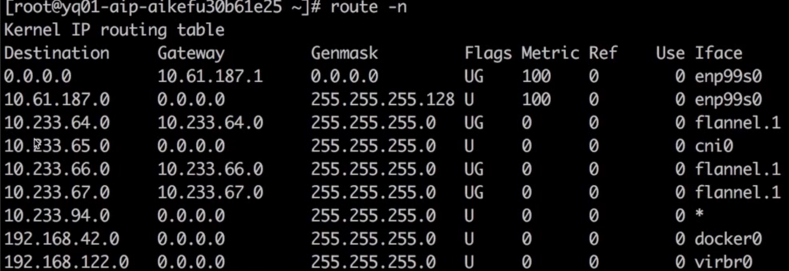 [root@yq01-aip-aikefu30b61e25 ~]# route -n
Kernel IP routing table
Destination Gateway Genmask Flags Metric Ref Use Iface
0.0.0.0 10.61.187.1 0.0.0.0 UG 100 0 0 enp99s0
10.61.187.0 0.0.0.0 255.255.255.128 U 100 0 0 enp99s0
10.233.64.0 10.233.64.0 255.255.255.0 UG 0 0 0 flannel.1
10.233.65.0 0.0.0.0 255.255.255.0 U 0 0 0 cni0
10.233.66.0 10.233.66.0 255.255.255.0 UG 0 0 0 flannel.1
10.233.67.0 10.233.67.0 255.255.255.0 UG 0 0 0 flannel.1
10.233.94.0 0.0.0.0 255.255.255.0 U 0 0 0 *
192.168.42.0 0.0.0.0 255.255.255.0 U 0 0 0 docker0
192.168.122.0 0.0.0.0 255.255.255.0 U 0 0 0 virbr0